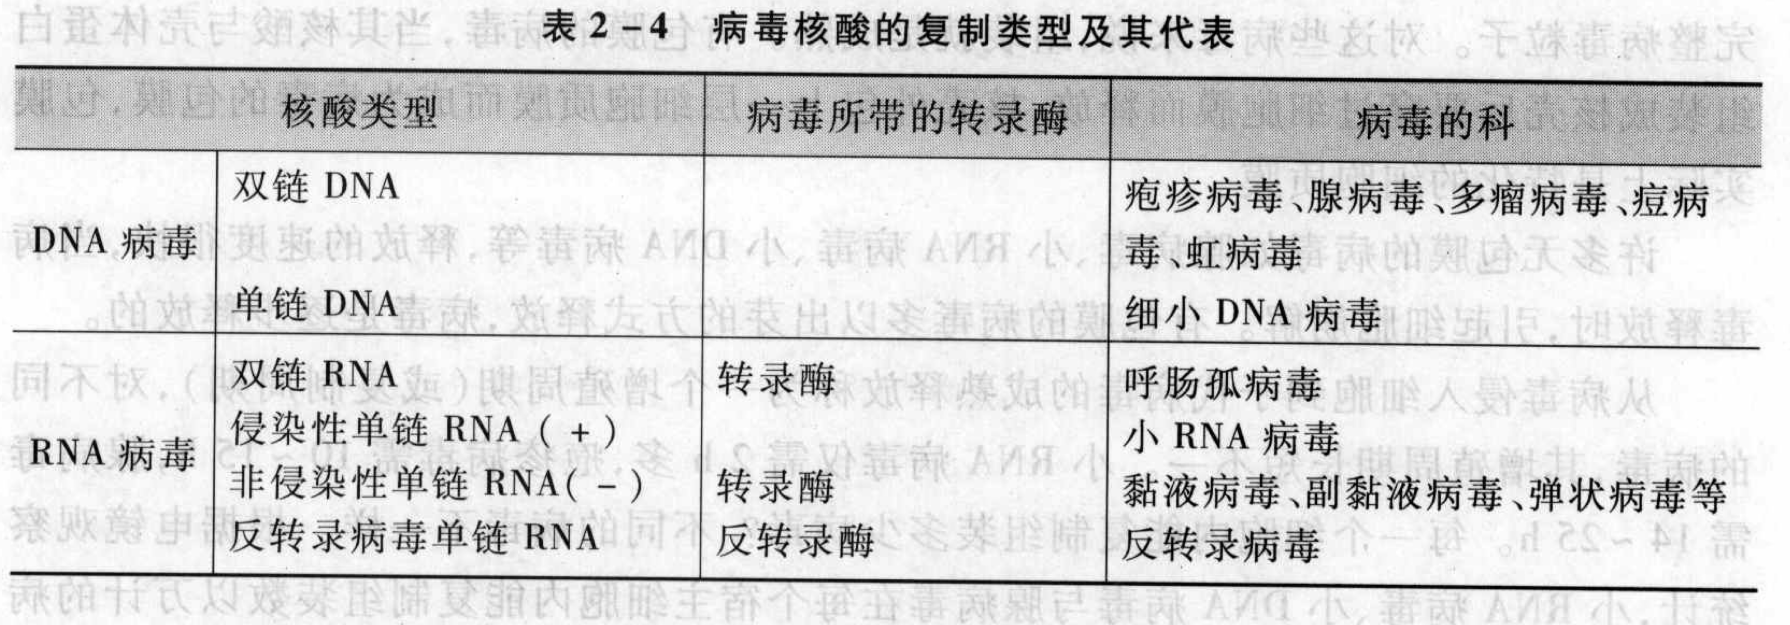 表 2-4 病毒核酸的复制类型及其代表
核酸类型 病毒所带的转录酶 病毒的科
DNA 病毒
双链 DNA 疱疹病毒、腺病毒、多瘤病毒、痘病
毒、虹病毒
单链 DNA 细小 DNA 病毒
RNA 病毒
双链 RNA 转录酶 呼肠孤病毒
侵染性单链 RNA ( + ) 小 RNA 病毒
非侵染性单链 RNA( - ) 转录酶 黏液病毒、副黏液病毒、弹状病毒等
反转录病毒单链 RNA 反转录酶 反转录病毒